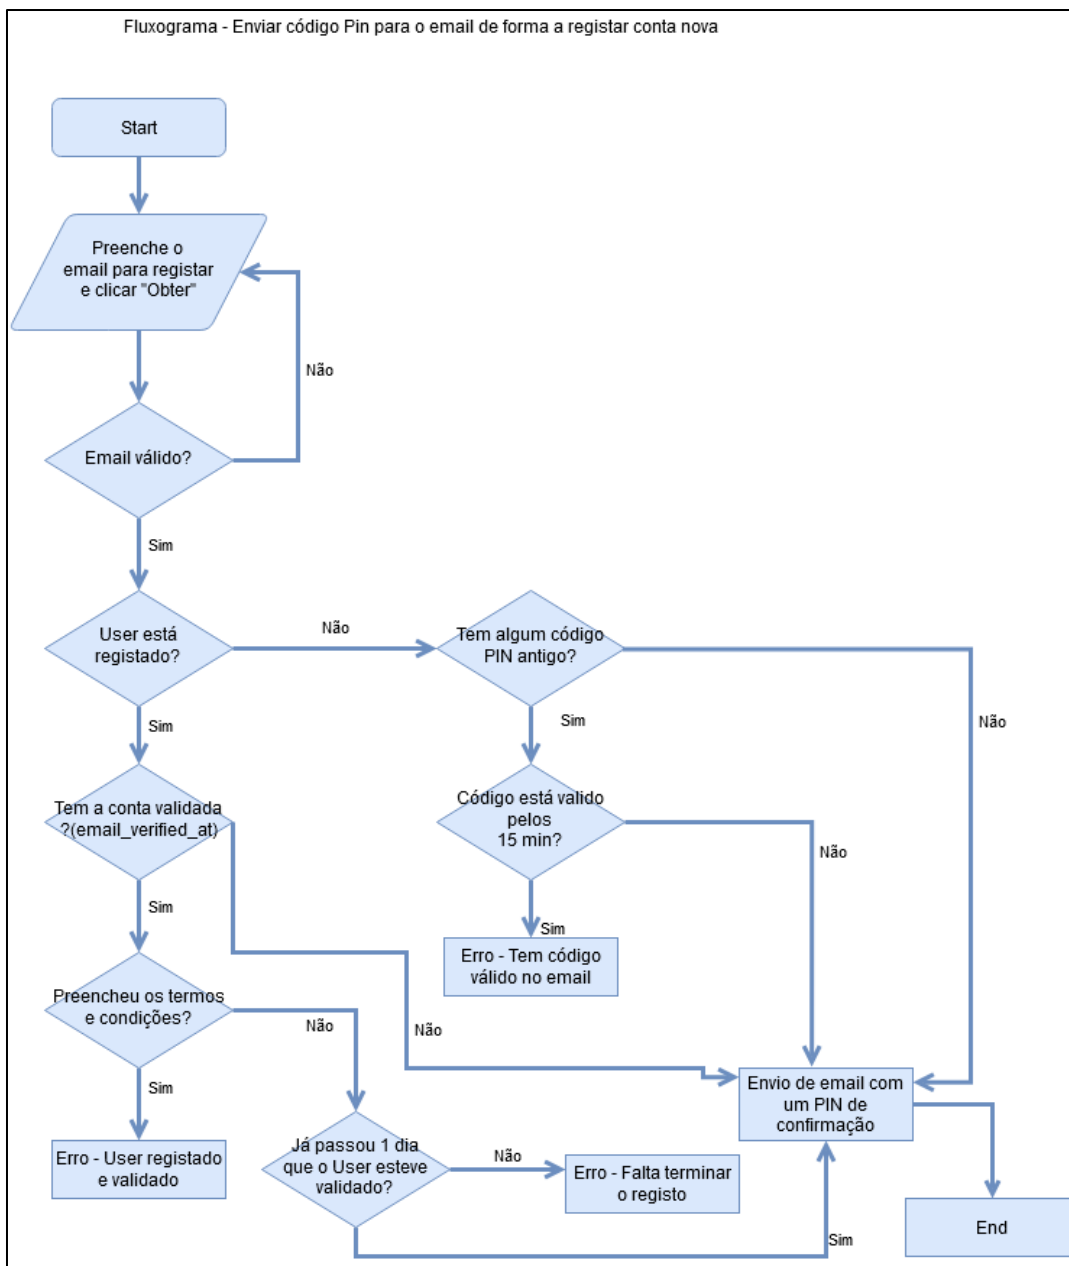 Fluxograma - Enviar código Pin para o email de forma a registar conta nova
Start
Preenche o
email para registar
e clicar "Obter"
Não
Email válido?
Sim
User está
registado?
Não
Tem algum código
PIN antigo?
Sim
Sim
Não
Tem a conta validada
?(email_verified_at)
Código está valido
pelos
15 min?
Não
Sim
Sim
Erro - Tem código
válido no email
Preencheu os termos
e condições?
Não
Não
Sim
Envio de email com
um PIN de
confirmação
Erro - User registado
e validado
Já passou 1 dia
que o User esteve
validado?
Não
Erro - Falta terminar
o registo
Sim
End